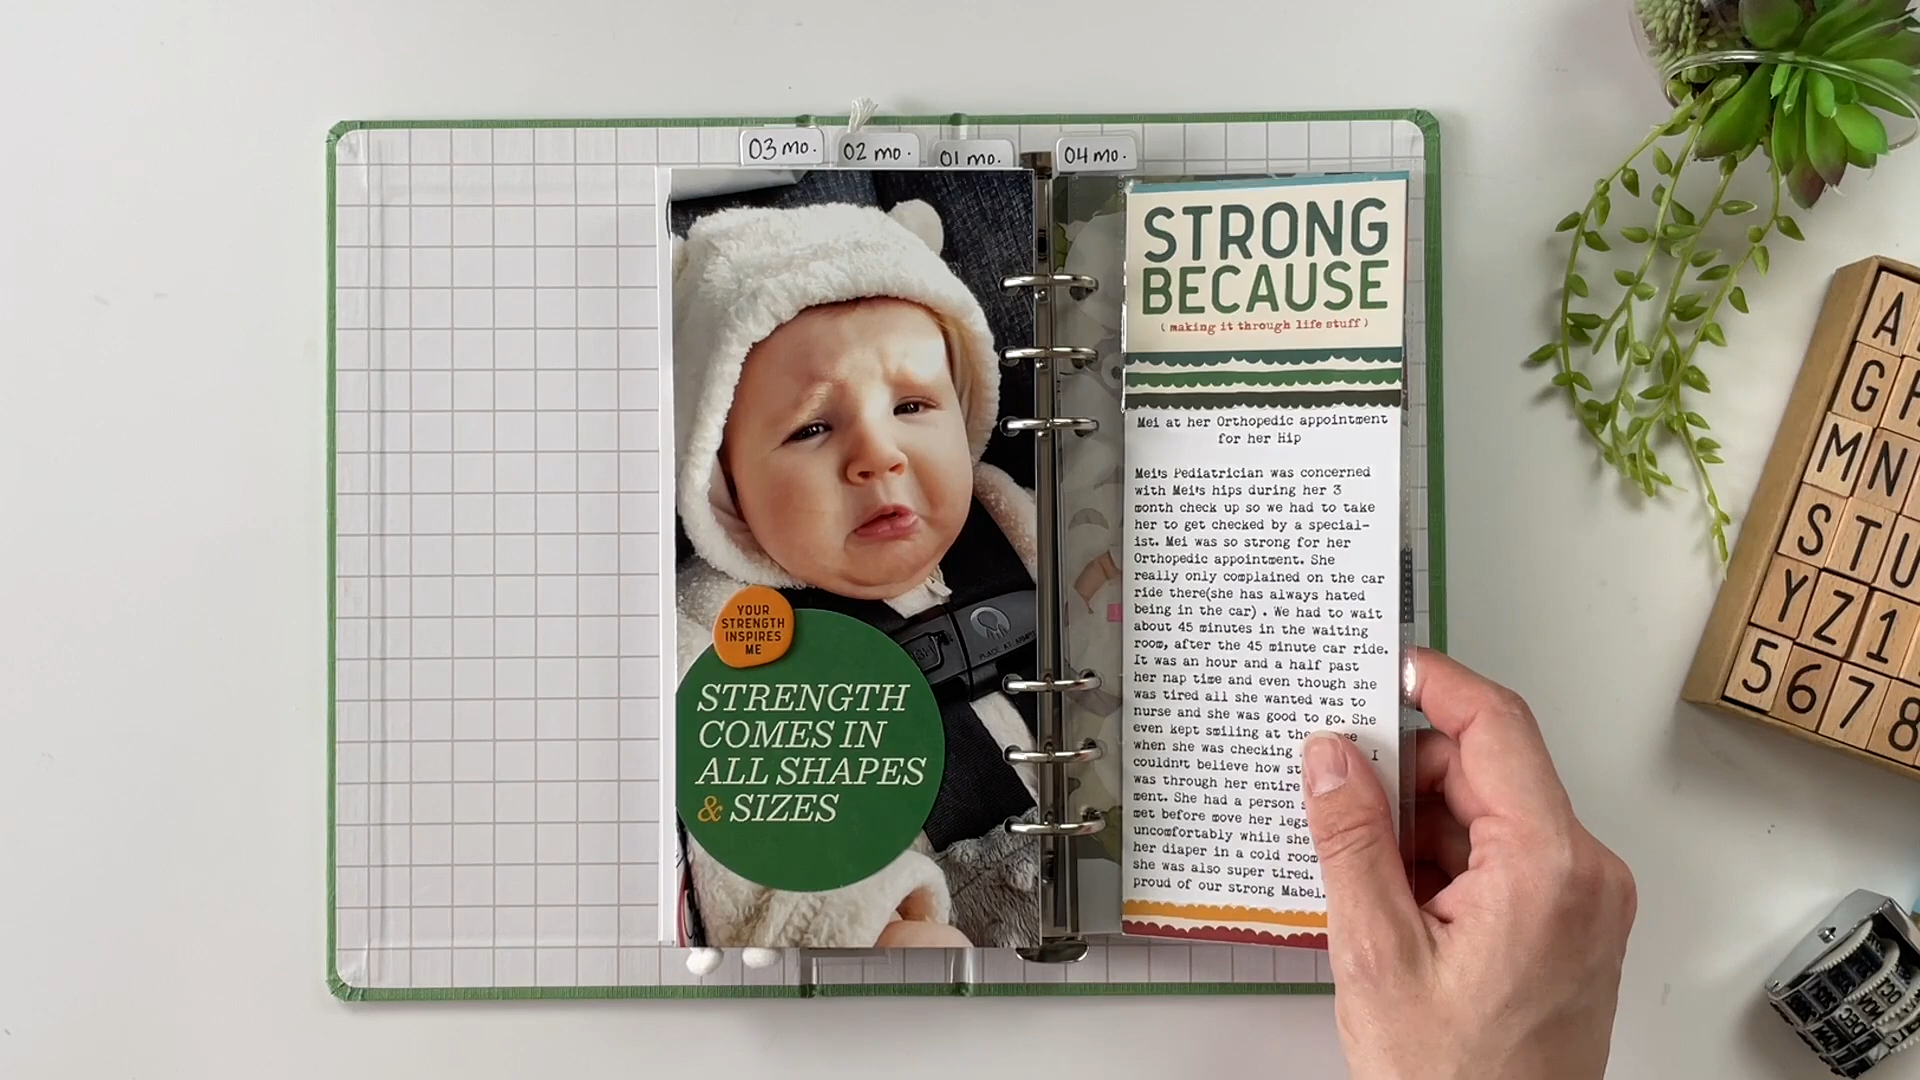 03 mo.
02 mo.
01 mo.
04 mo.
YOUR
STRENGTH
INSPIRES
ME
STRENGTH
COMES IN
ALL SHAPES
& SIZES
STRONG
BECAUSE
( making it through life stuff )
Mei at her Orthopedic appointment
for her Hip
Mei's Pediatrician was concerned
with Mei's hips during her 3
month check up so we had to take
her to get checked by a special-
ist. Mei was so strong for her
Orthopedic appointment. She
really only complained on the car
ride there(she has always hated
being in the car) . We had to wait
about 45 minutes in the waiting
room, after the 45 minute car ride.
It was an hour and a half past
her nap time and even though she
was tired all she wanted was to
nurse and she was good to go. She
even kept smiling at the
when she was checking I
couldn't believe how
was through her entire
ment. She had a person
met before move her legs
uncomfortably while she
her diaper in a cold room
she was also super tired.
proud of our strong Mabel.
A
G
M N
S T U
Y Z 1
5 6 7 8
OCT
NOV
DEC